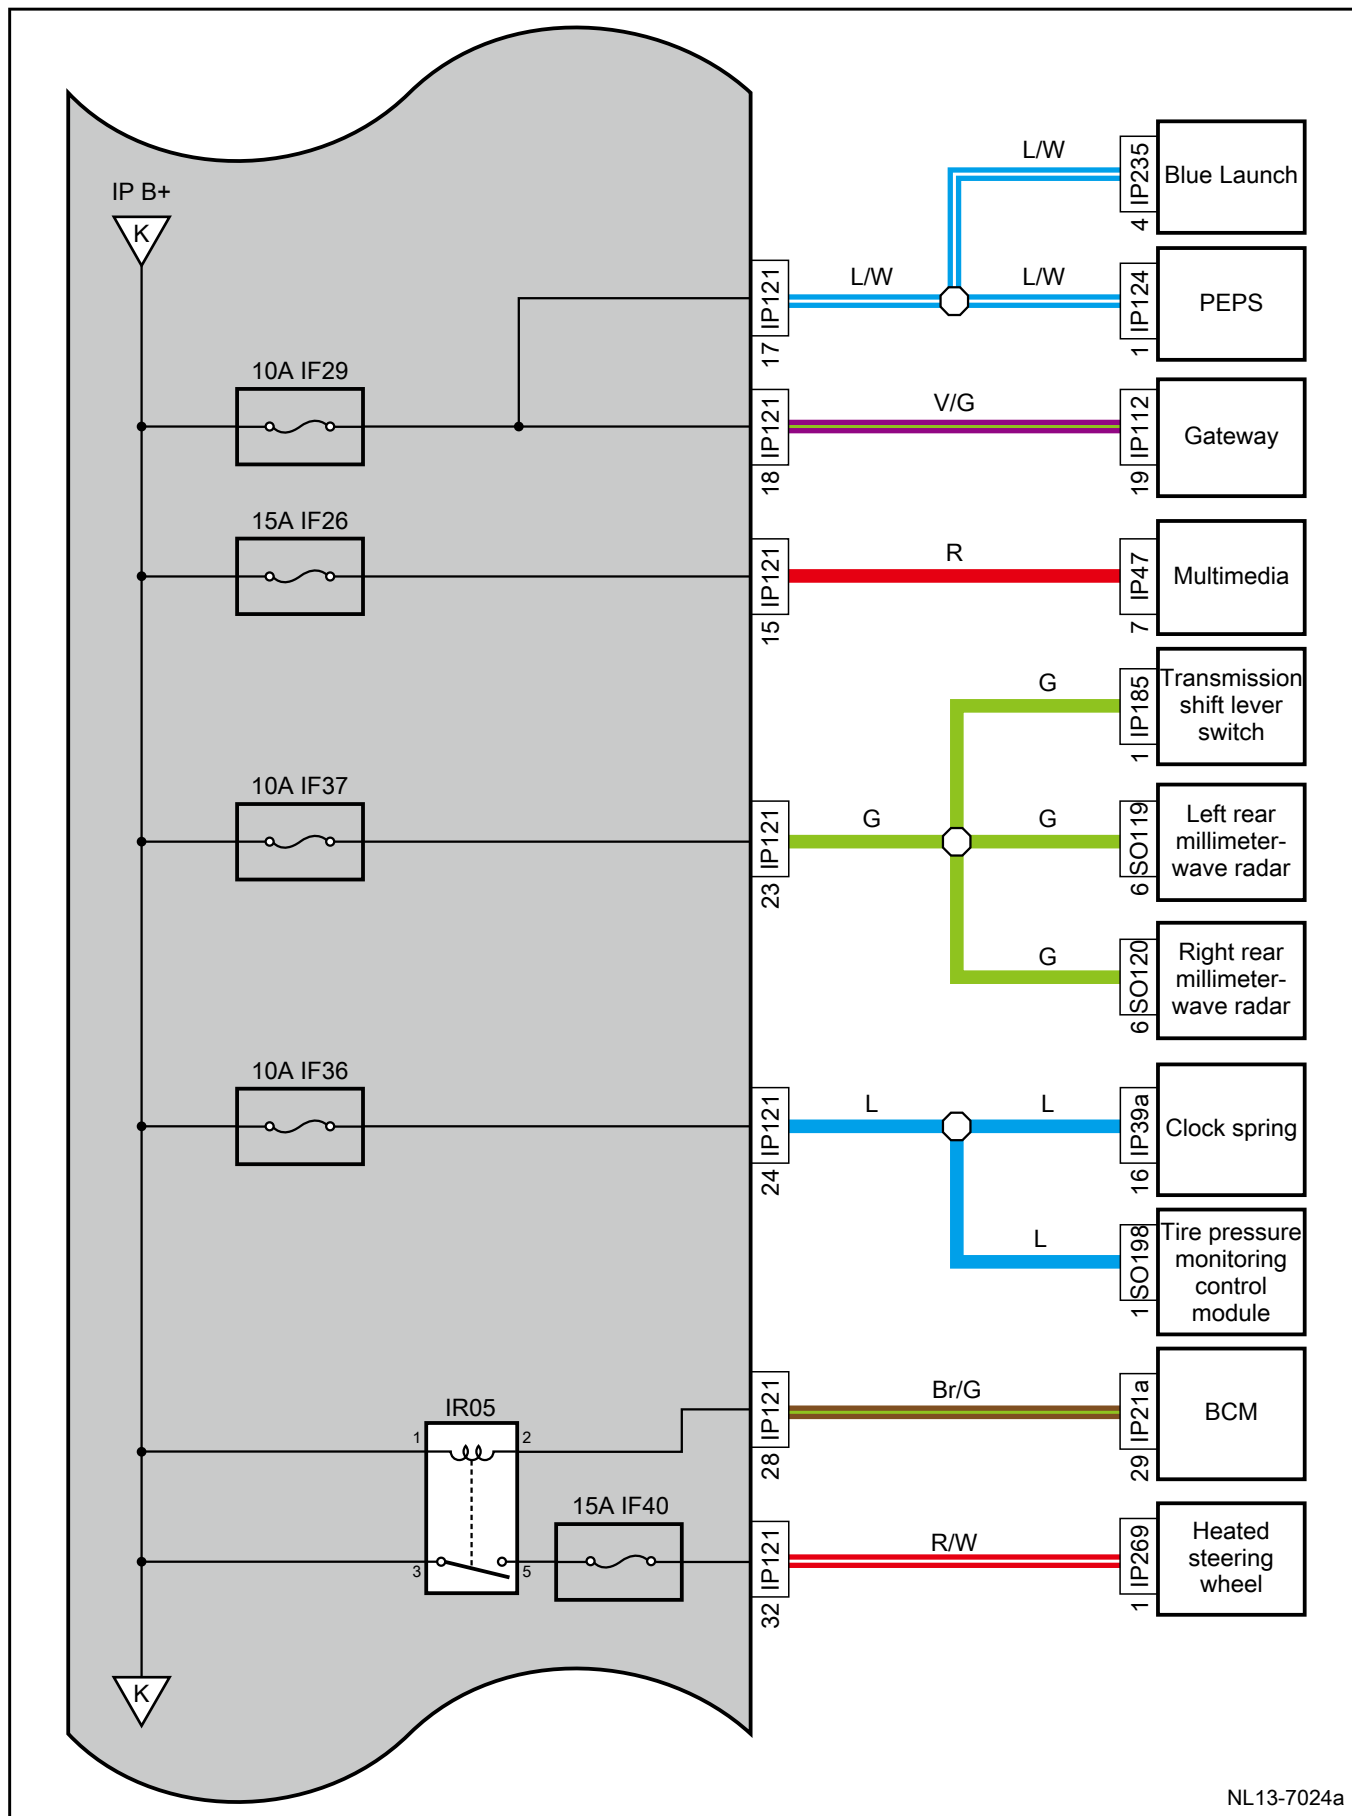 IP B+
K
L/W
IP235
4
Blue Launch
IP121
17
L/W
L/W
IP124
1
PEPS
10A IF29
IP121
18
V/G
IP112
19
Gateway
15A IF26
IP121
15
R
IP47
7
Multimedia
G
IP185
1
Transmission
shift lever
switch
10A IF37
IP121
23
G
G
SO119
6
Left rear
millimeter-
wave radar
G
SO120
6
Right rear
millimeter-
wave radar
10A IF36
IP121
24
L
L
IP39a
16
Clock spring
L
SO198
1
Tire pressure
monitoring
control
module
IR05
1
2
3
5
IP121
28
Br/G
IP21a
29
BCM
15A IF40
IP121
32
R/W
IP269
1
Heated
steering
wheel
K
NL13-7024a